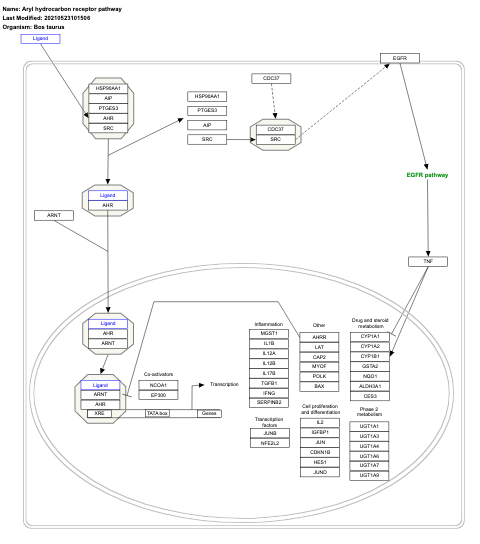 Name: Aryl hydrocarbon receptor pathway
Last Modified: 20210523101506
Organism: Bos taurus
Ligand
EGFR
HSP90AA1
AIP
PTGES3
AHR
SRC
HSP90AA1
PTGES3
AIP
SRC
CDC37
CDC37
SRC
EGFR pathway
Ligand
AHR
ARNT
TNF
Ligand
AHR
ARNT
Ligand
ARNT
AHR
XRE
Co-activators
NCOA1
EP300
Transcription
TATA box
Genes
Inflammation
MGST1
IL1B
IL12A
IL12B
IL17B
TGFB1
IFNG
SERPINB2
Transcription
factors
JUNB
NFE2L2
Other
AHRR
LAT
CAP2
MYOF
POLK
BAX
Cell proliferation
and differentiation
IL2
IGFBP1
JUN
CDKN1B
HES1
JUND
Drug and steroid
metabolism
CYP1A1
CYP1A2
CYP1B1
GSTA2
NQO1
ALDH3A1
CES3
Phase 2
metabolism
UGT1A1
UGT1A3
UGT1A4
UGT1A6
UGT1A7
UGT1A9